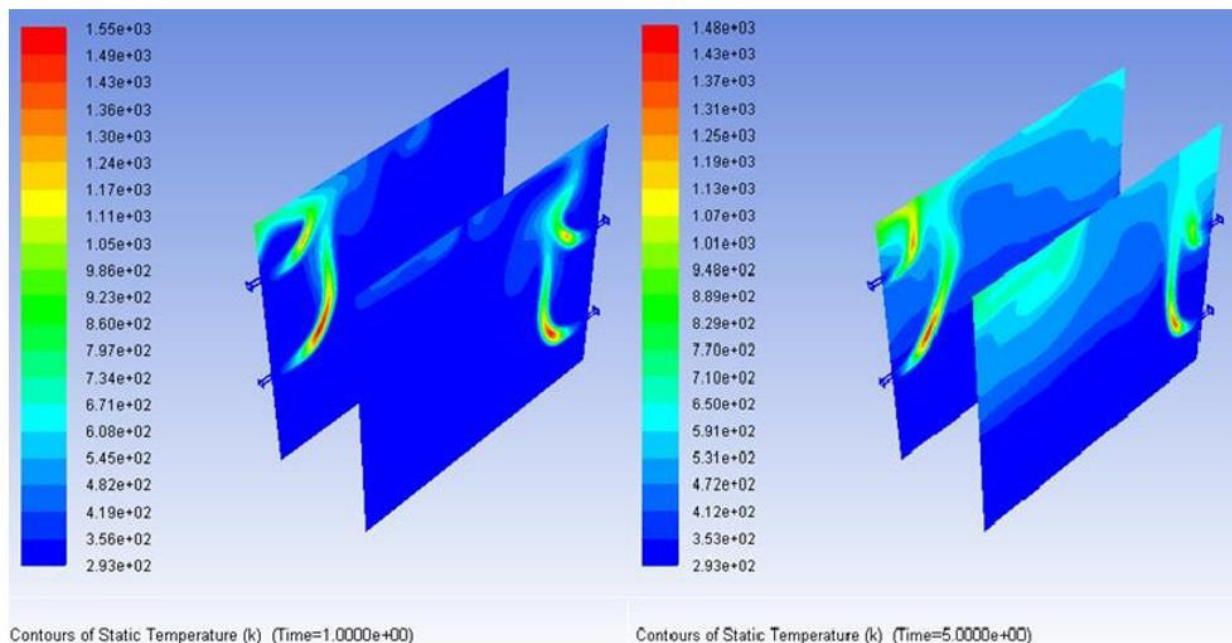 1.55e+03
1.49e+03
1.43e+03
1.36e+03
1.30e+03
1.24e+03
1.17e+03
1.11e+03
1.05e+03
9.86e+02
9.23e+02
8.60e+02
7.97e+02
7.34e+02
6.71e+02
6.08e+02
5.45e+02
4.82e+02
4.19e+02
3.56e+02
2.93e+02
Contours of Static Temperature (k) (Time=1.0000e+00)
1.48e+03
1.43e+03
1.37e+03
1.31e+03
1.25e+03
1.19e+03
1.13e+03
1.07e+03
1.01e+03
9.48e+02
8.89e+02
8.29e+02
7.70e+02
7.10e+02
6.50e+02
5.91e+02
5.31e+02
4.72e+02
4.12e+02
3.53e+02
2.93e+02
Contours of Static Temperature (k) (Time=5.0000e+00)